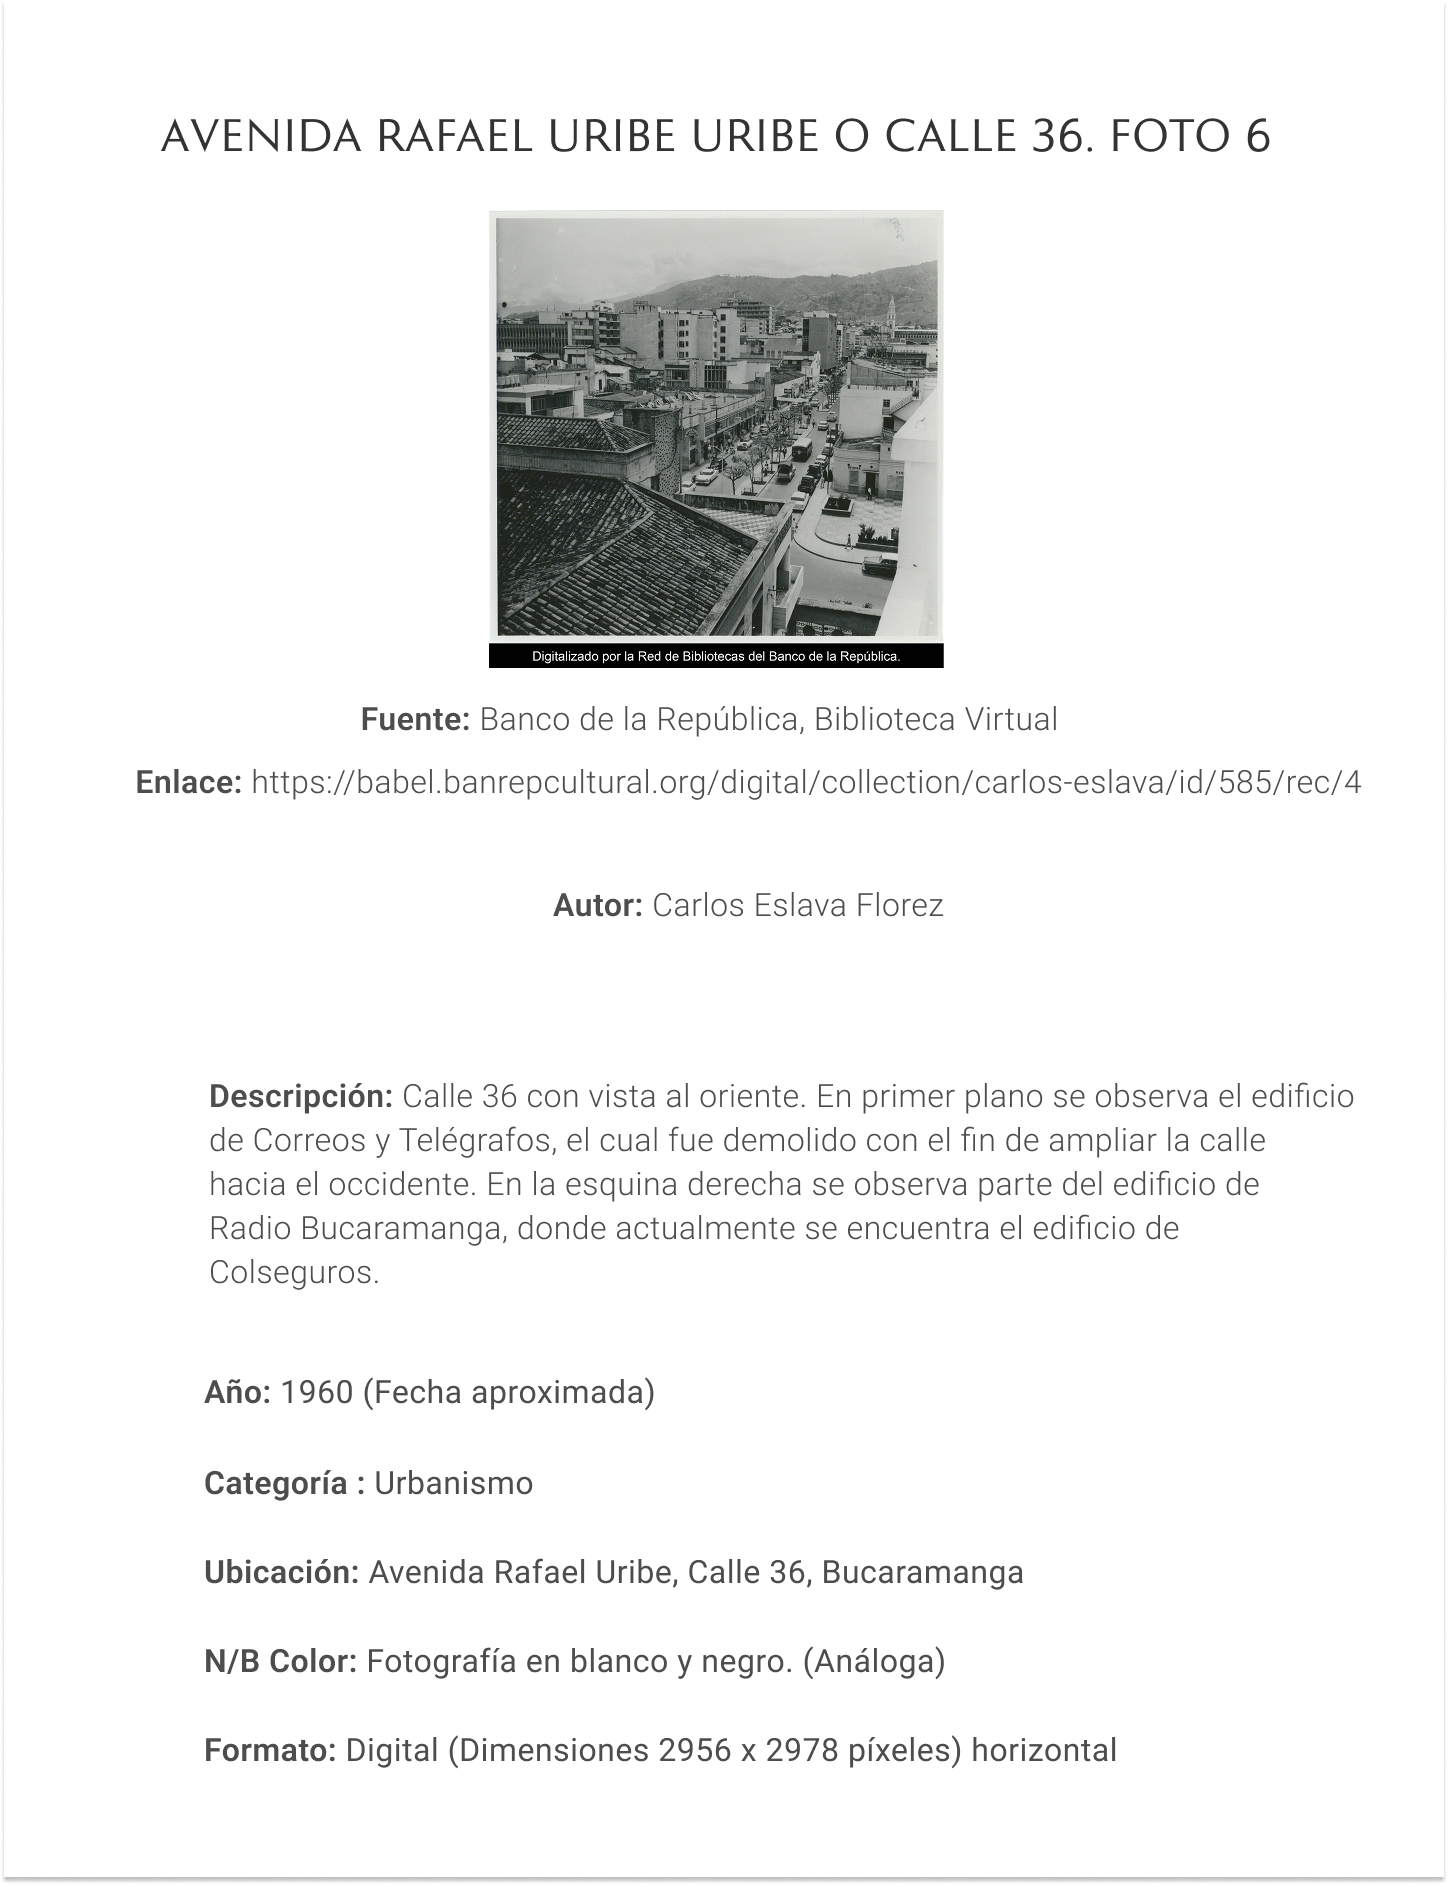 AVENIDA RAFAEL URIBE URIBE O CALLE 36. FOTO 6
Digitalizado por la Red de Bibliotecas del Banco de la República.
Fuente: Banco de la República, Biblioteca Virtual
Enlace: https://babel.banrepcultural.org/digital/collection/carlos-eslava/id/585/rec/4
Autor: Carlos Eslava Florez
Descripción: Calle 36 con vista al oriente. En primer plano se observa el edificio
de Correos y Telégrafos, el cual fue demolido con el fin de ampliar la calle
hacia el occidente. En la esquina derecha se observa parte del edificio de
Radio Bucaramanga, donde actualmente se encuentra el edificio de
Colseguros.
Año: 1960 (Fecha aproximada)
Categoría : Urbanismo
Ubicación: Avenida Rafael Uribe, Calle 36, Bucaramanga
N/B Color: Fotografía en blanco y negro. (Análoga)
Formato: Digital (Dimensiones 2956 x 2978 píxeles) horizontal